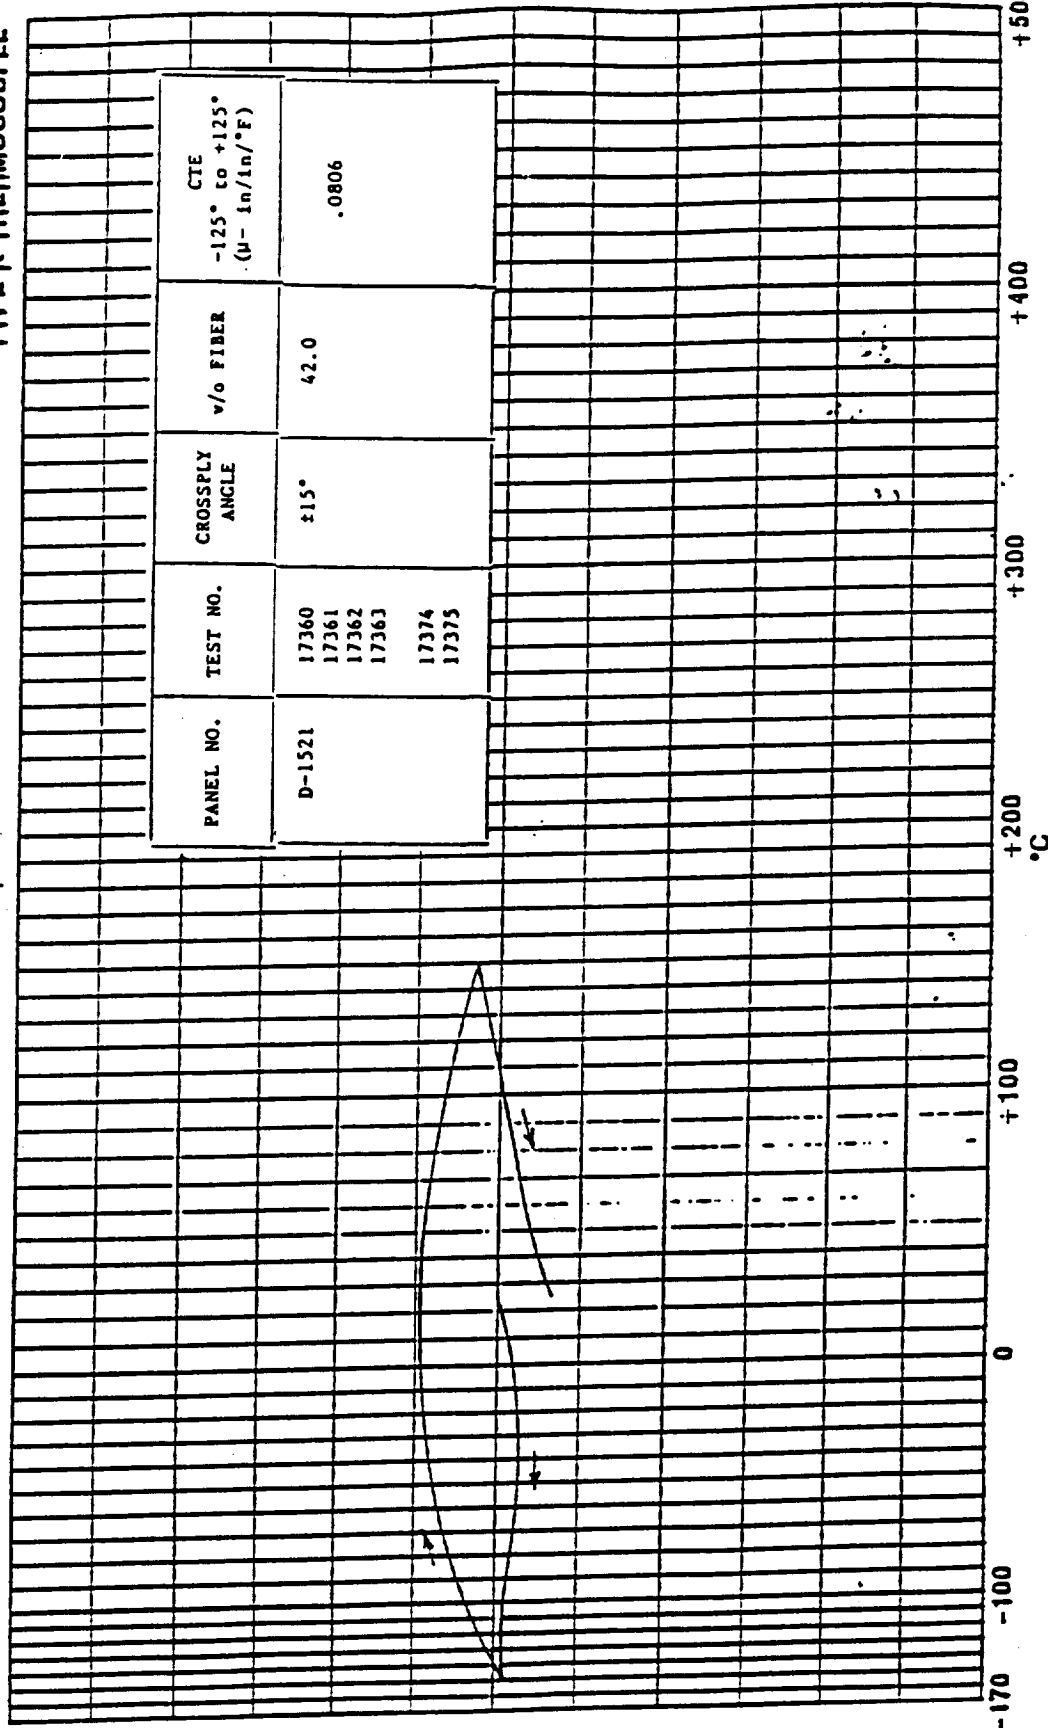 PANEL NO.
TEST NO.
CROSSPLY
ANGLE
v/o FIBER
CTE
-125° to +125°
(μ- in/in/°F)
D-1521
17360
17361
17362
17363
17374
17375
±15°
42.0
.0806
-170
-100
0
+100
+200
+300
+400
+50
°C